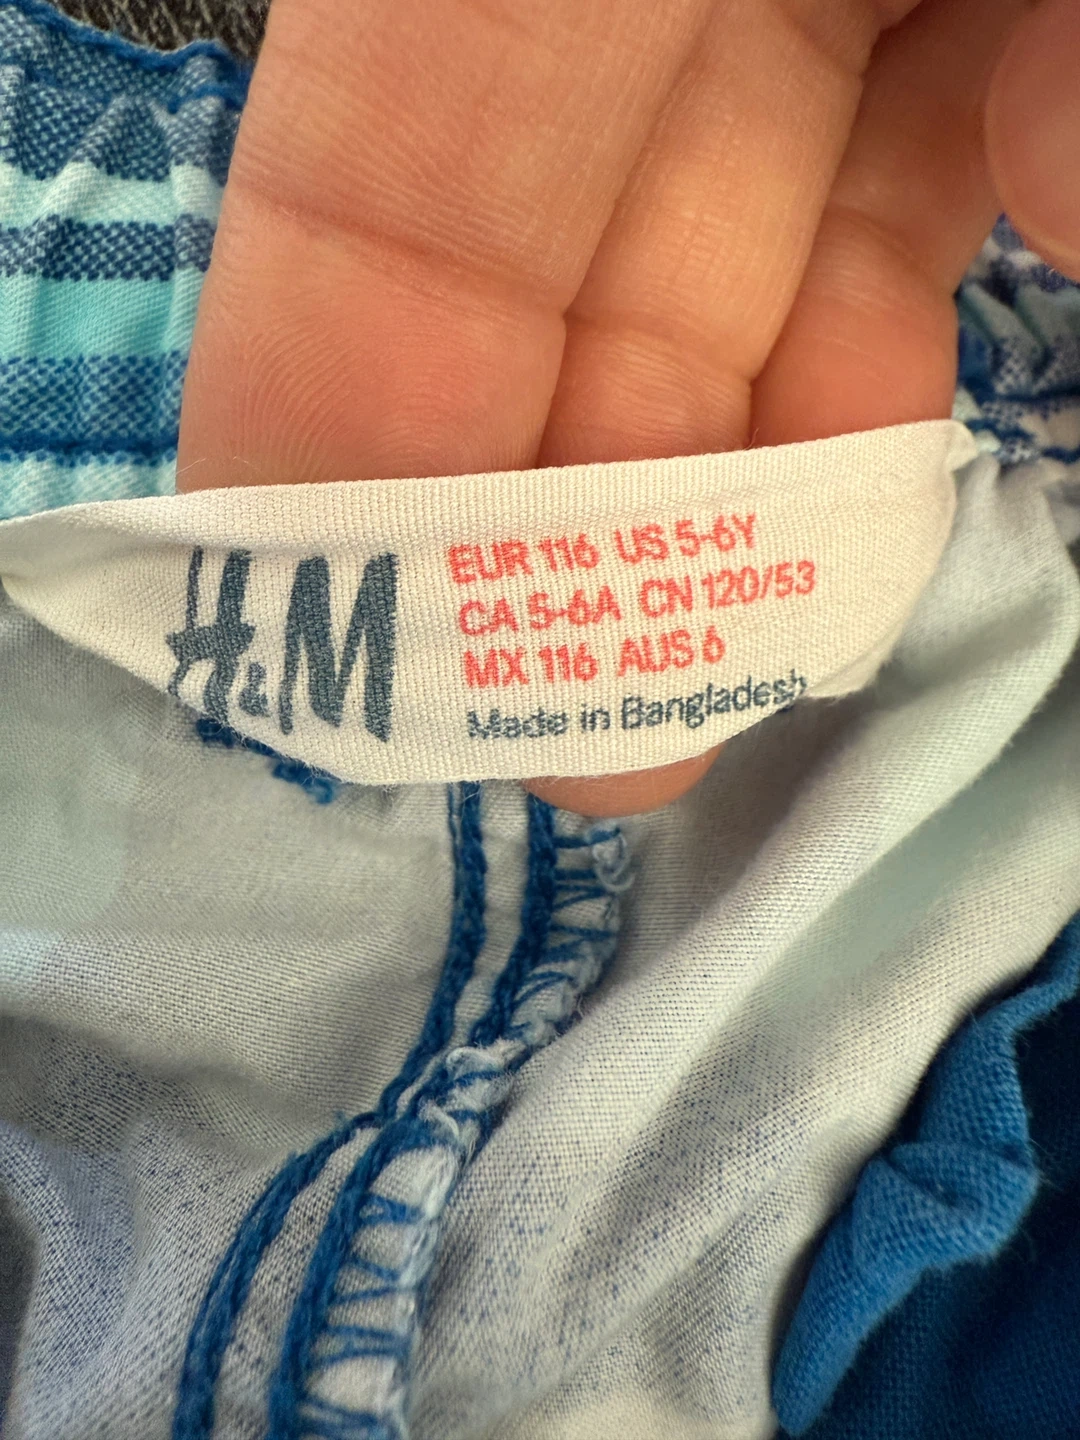 H&M
EUR 116 US 5-6Y
CA 5-6A CN 120/53
MX 116 AUS 6
Made in Bangladesh